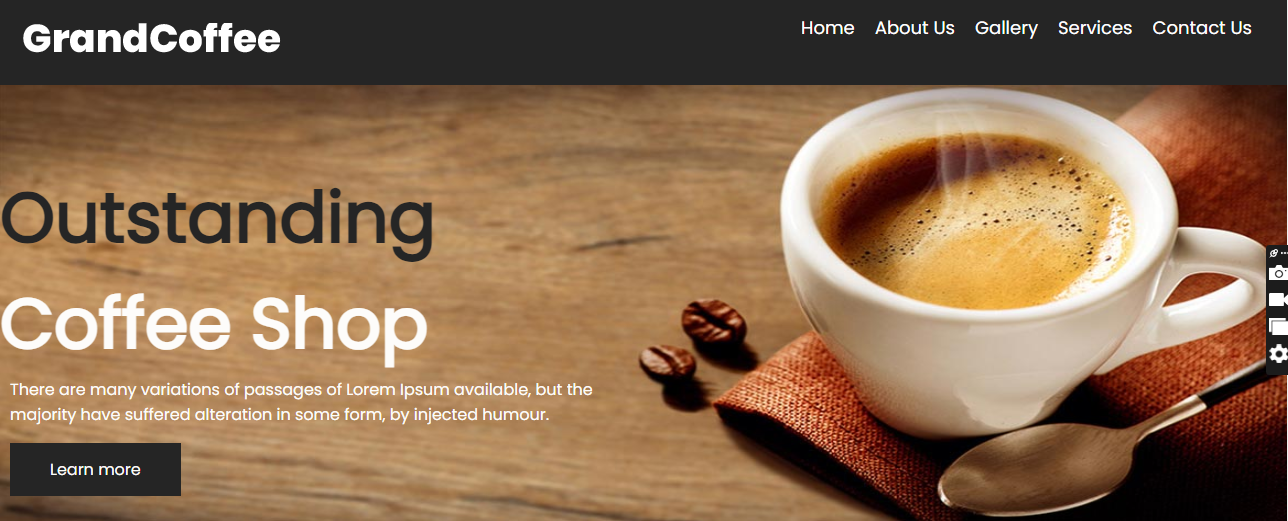 GrandCoffee
Home About Us Gallery Services Contact Us
Outstanding
Coffee Shop
There are many variations of passages of Lorem Ipsum available, but the
majority have suffered alteration in some form, by injected humour.
Learn more